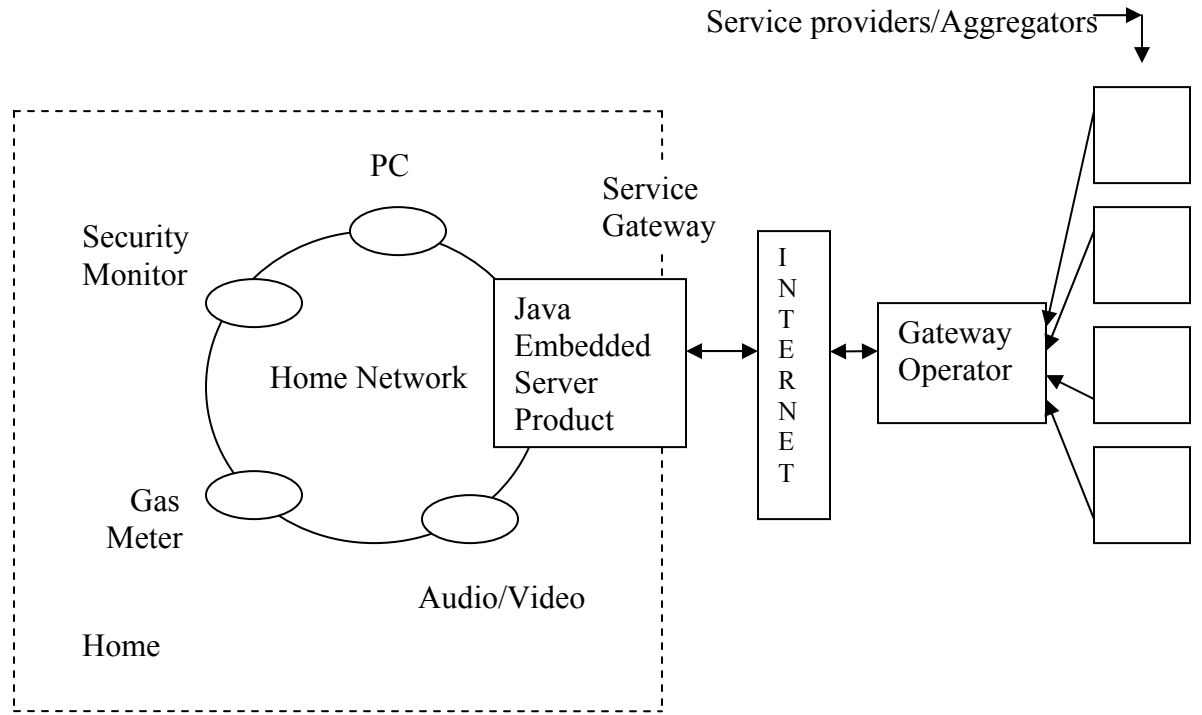 Service providers/Aggregators
PC
Service
Gateway
Security
Monitor
Java
Embedded
Server
Product
Home Network
I
N
T
E
R
N
E
T
Gateway
Operator
Gas
Meter
Audio/Video
Home